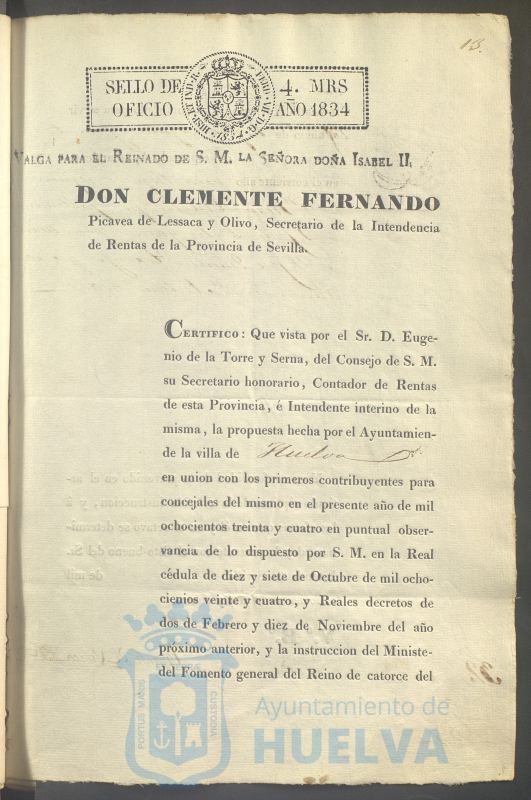 13.
SELLO DE 4. MRS
OFICIO AÑO 1834
VALGA PARA EL REINADO DE S. M. LA SEÑORA DOÑA ISABEL II.
DON CLEMENTE FERNANDO
Picavea de Lessaca y Olivo, Secretario de la Intendencia
de Rentas de la Provincia de Sevilla.
CERTIFICO: Que vista por el Sr. D. Euge-
nio de la Torre y Serna, del Consejo de S. M.
su Secretario honorario, Contador de Rentas
de esta Provincia, é Intendente interino de la
misma, la propuesta hecha por el Ayuntamien-
de la villa de Huelva
en union con los primeros contribuyentes para
concejales del mismo en el presente año de mil
ochocientos treinta y cuatro en puntual obser-
vancia de lo dispuesto por S. M. en la Real
cédula de diez y siete de Octubre de mil ocho-
cienios veinte y cuatro, y Reales decretos de
dos de Febrero y diez de Noviembre del año
próximo anterior, y la instruccion del Ministe-
del Fomento general del Reino de catorce del
PORTUS MARIS
CUSTODIA
Ayuntamiento de
HUELVA